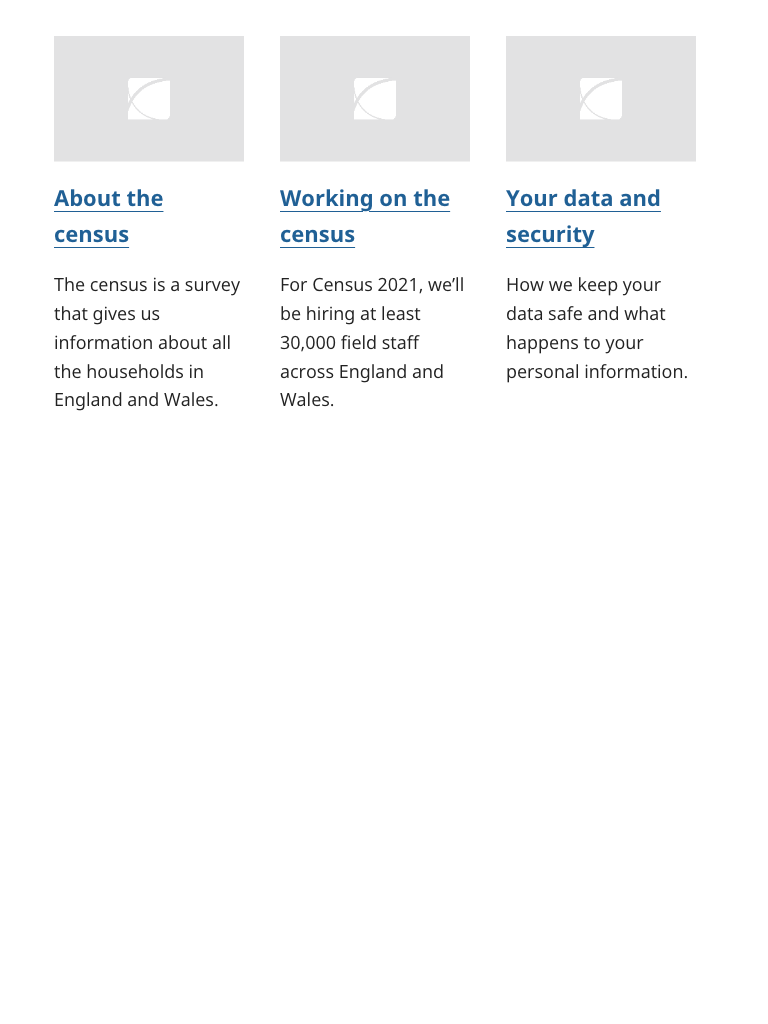 About the
census
The census is a survey
that gives us
information about all
the households in
England and Wales.
Working on the
census
For Census 2021, we’ll
be hiring at least
30,000 field staff
across England and
Wales.
Your data and
security
How we keep your
data safe and what
happens to your
personal information.